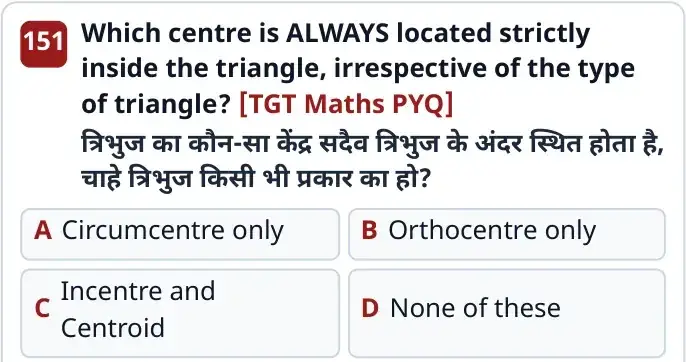 151 Which centre is ALWAYS located strictly
inside the triangle, irrespective of the type
of triangle? [TGT Maths PYQ]
त्रिभुज का कौन-सा केंद्र सदैव त्रिभुज के अंदर स्थित होता है,
चाहे त्रिभुज किसी भी प्रकार का हो?
A Circumcentre only
B Orthocentre only
C Incentre and
Centroid
D None of these